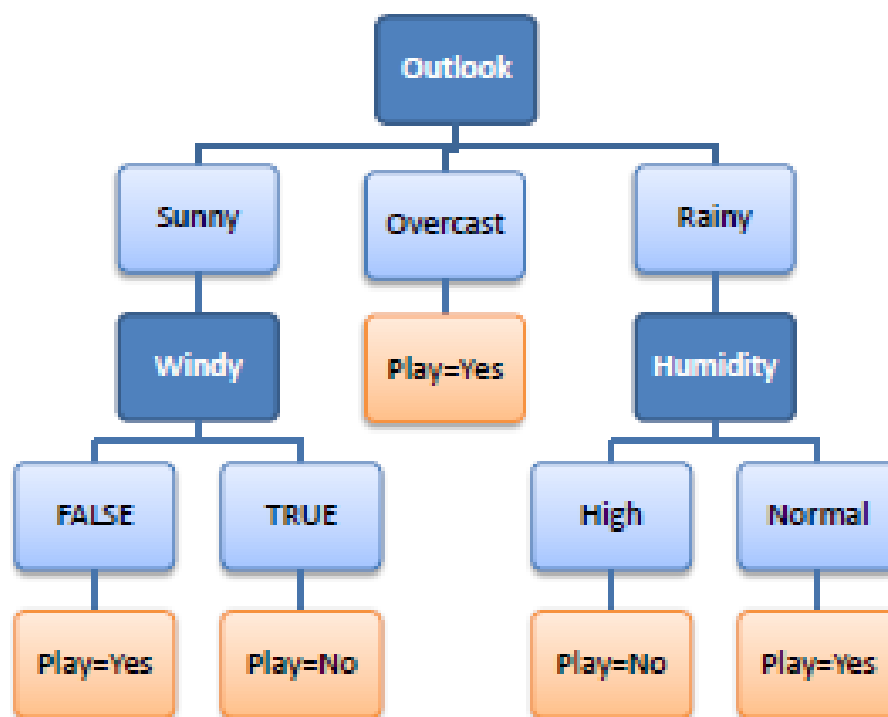 Outlook
Sunny
Overcast
Rainy
Windy
Play=Yes
Humidity
FALSE
TRUE
High
Normal
Play=Yes
Play=No
Play=No
Play=Yes